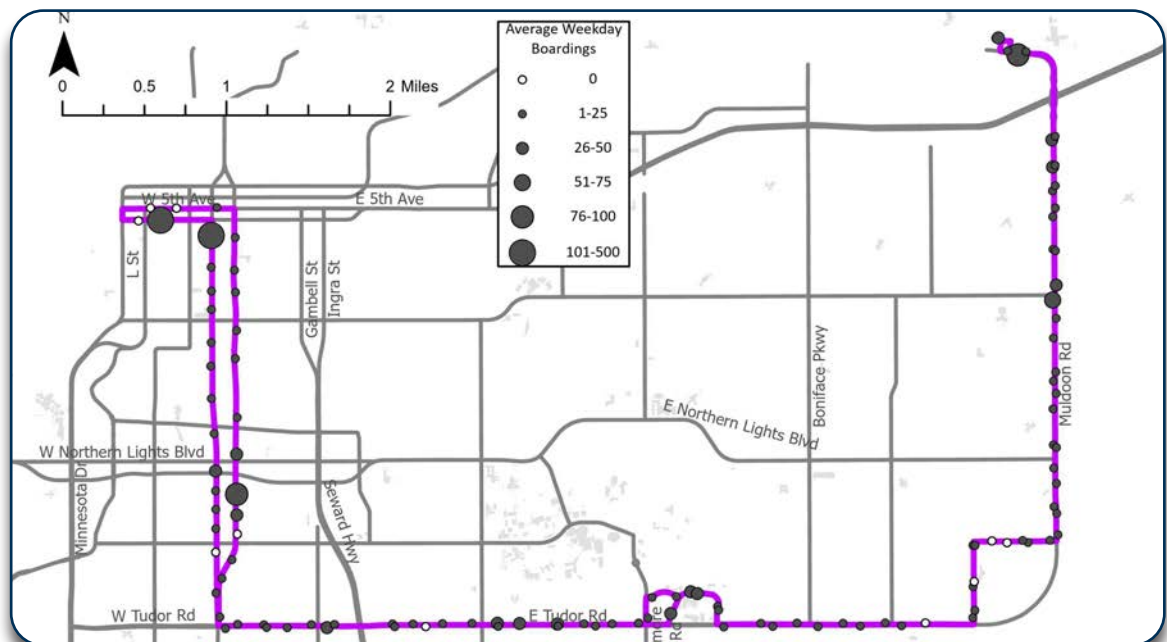 N
0 0.5 1 2 Miles
Average Weekday
Boardings
0
1-25
26-50
51-75
76-100
101-500
W 5th Ave
E 5th Ave
L St
Gambell St
Ingra St
Boniface Pkwy
Muldoon Rd
E Northern Lights Blvd
W Northern Lights Blvd
Minnesota Dr
Seward Hwy
W Tudor Rd
E Tudor Rd
more
Rd